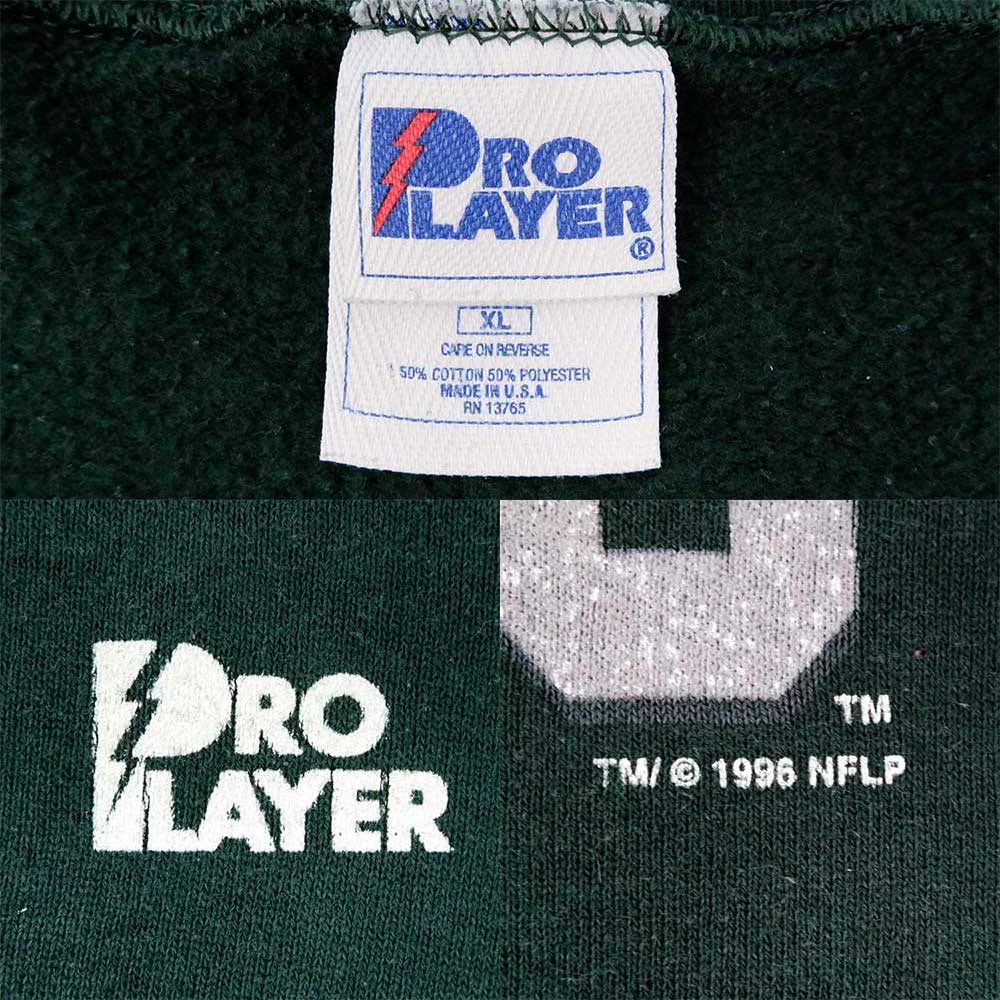 PRO
PLAYER®
XL
CARE ON REVERSE
50% COTTON 50% POLYESTER
MADE IN U.S.A.
RN 13765
PRO
PLAYER
TM
TM/ © 1996 NFLP